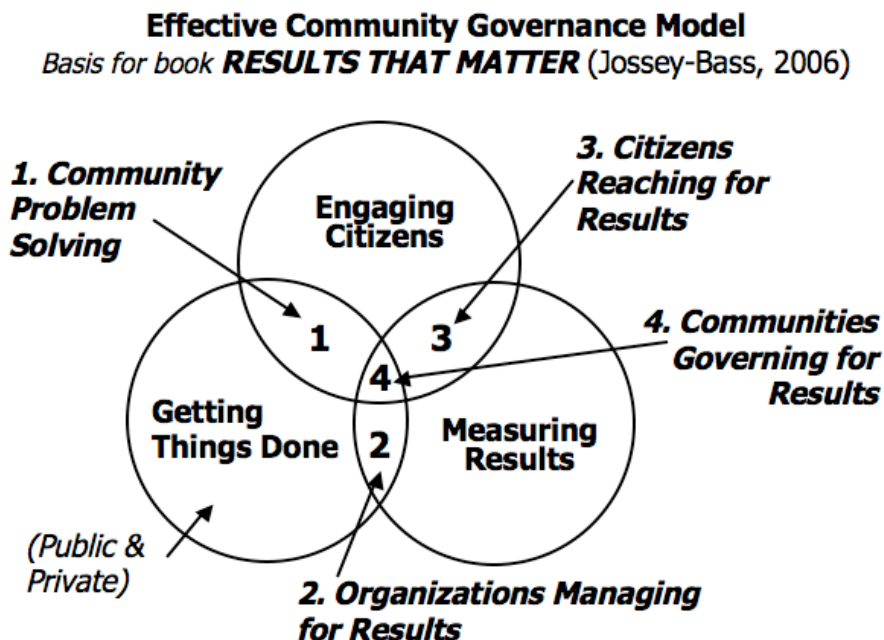 Effective Community Governance Model
Basis for book RESULTS THAT MATTER (Jossey-Bass, 2006)
1. Community
Problem
Solving
3. Citizens
Reaching for
Results
Engaging
Citizens
1
3
4. Communities
Governing for
Results
4
Getting
Things Done
2
Measuring
Results
(Public &
Private)
2. Organizations Managing
for Results